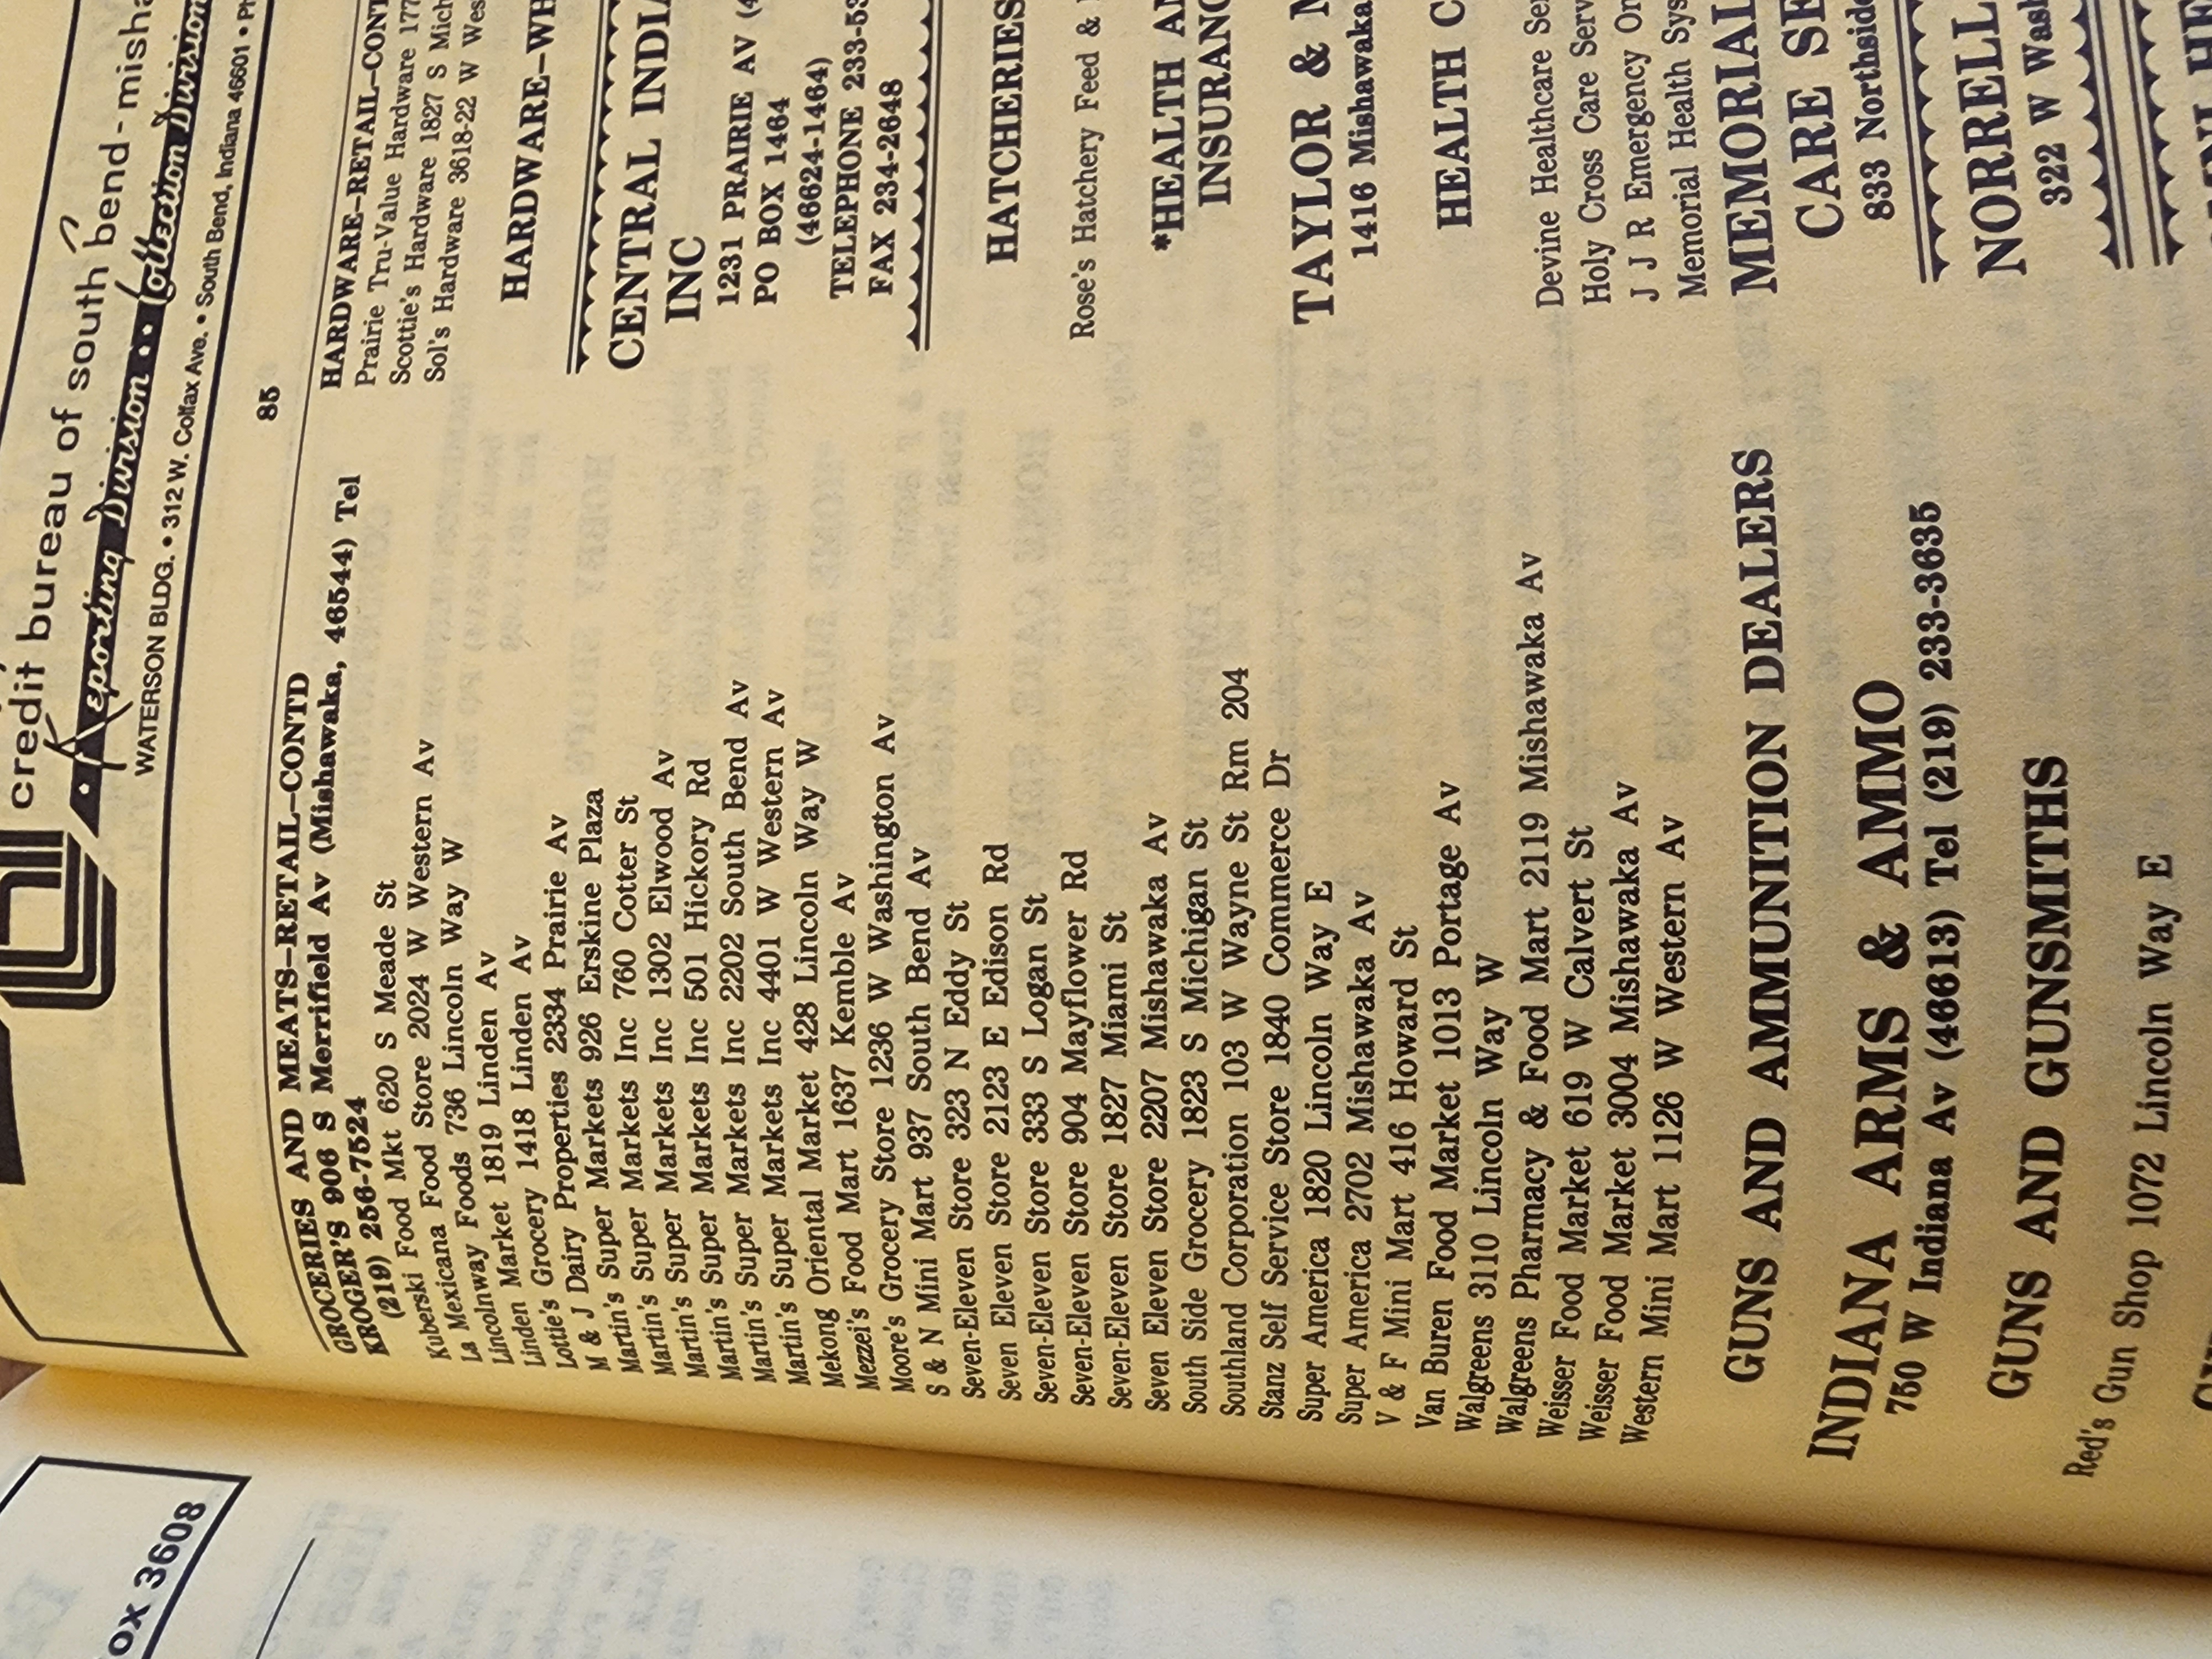 credit bureau of south bend - misha
Reporting Division • • Collection Division
WATERSON BLDG. • 312 W. Colfax Ave. • South Bend, Indiana 46601 • Ph
85
GROCERIES AND MEATS–RETAIL–CONTD
KROGER'S 906 S Merrifield Av (Mishawaka, 46544) Tel
(219) 256-7524
Kuberski Food Mkt 620 S Meade St
La Mexicana Food Store 2024 W Western Av
Lincolnway Foods 736 Lincoln Way W
Linden Market 1819 Linden Av
Lottie's Grocery 1418 Linden Av
M & J Dairy Properties 2334 Prairie Av
Martin's Super Markets 926 Erskine Plaza
Martin's Super Markets Inc 760 Cotter St
Martin's Super Markets Inc 1302 Elwood Av
Martin's Super Markets Inc 501 Hickory Rd
Martin's Super Markets Inc 2202 South Bend Av
Martin's Super Markets Inc 4401 W Western Av
Mekong Oriental Market 428 Lincoln Way W
Mezzei's Food Mart 1637 Kemble Av
Moore's Grocery Store 1236 W Washington Av
S & N Mini Mart 937 South Bend Av
Seven-Eleven Store 323 N Eddy St
Seven Eleven Store 2123 E Edison Rd
Seven-Eleven Store 333 S Logan St
Seven-Eleven Store 904 Mayflower Rd
Seven-Eleven Store 1827 Miami St
Seven Eleven Store 2207 Mishawaka Av
South Side Grocery 1823 S Michigan St
Southland Corporation 103 W Wayne St Rm 204
Stanz Self Service Store 1840 Commerce Dr
Super America 1820 Lincoln Way E
Super America 2702 Mishawaka Av
V & F Mini Mart 416 Howard St
Van Buren Food Market 1013 Portage Av
Walgreens 3110 Lincoln Way W
Walgreens Pharmacy & Food Mart 2119 Mishawaka Av
Weisser Food Market 619 W Calvert St
Weisser Food Market 3004 Mishawaka Av
Western Mini Mart 1126 W Western Av
GUNS AND AMMUNITION DEALERS
INDIANA ARMS & AMMO
750 W Indiana Av (46613) Tel (219) 233-3635
GUNS AND GUNSMITHS
Red's Gun Shop 1072 Lincoln Way E
HARDWARE–RETAIL–CONT
Prairie Tru-Value Hardware 177
Scottie's Hardware 1827 S Mich
Sol's Hardware 3618-22 W Wes
HARDWARE–WH
CENTRAL INDIA
INC
1231 PRAIRIE AV (4
PO BOX 1464
(46624-1464)
TELEPHONE 233-53
FAX 234-2648
HATCHERIES
Rose's Hatchery Feed &
*HEALTH A
INSURANC
TAYLOR &
1416 Mishawaka
HEALTH C
Devine Healthcare Ser
Holy Cross Care Serv
J J R Emergency Or
Memorial Health Sys
MEMORIAL
CARE SE
833 Northside
NORRELL
322 W Wash
OX 3608